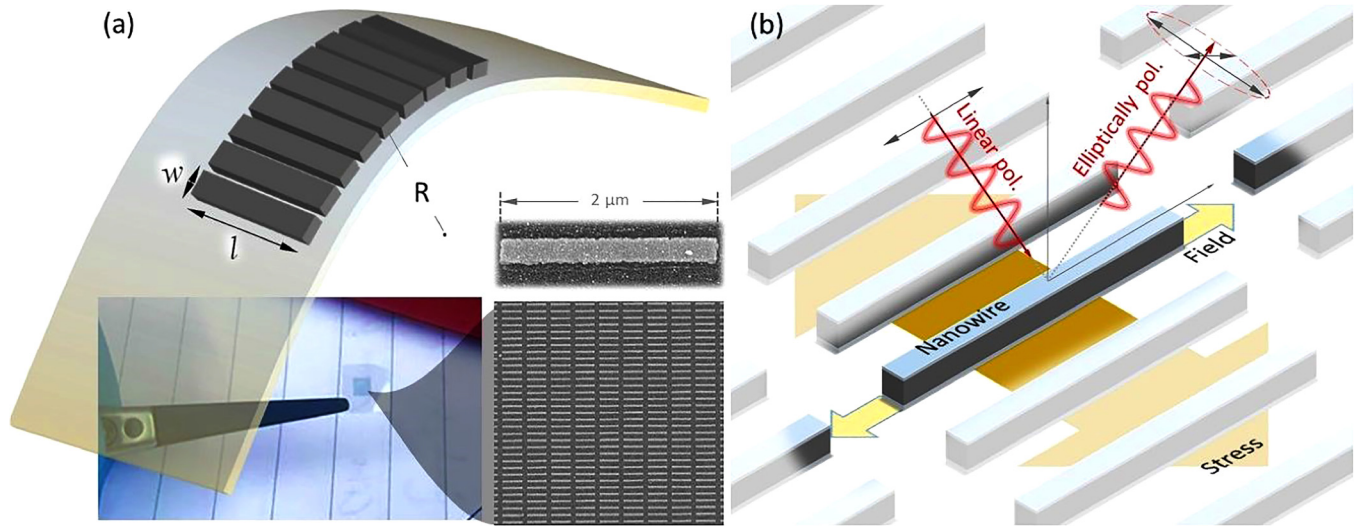 (a)
w
l
R
2 μm
(b)
Linear pol.
Elliptically pol.
Field
Nanowire
Stress